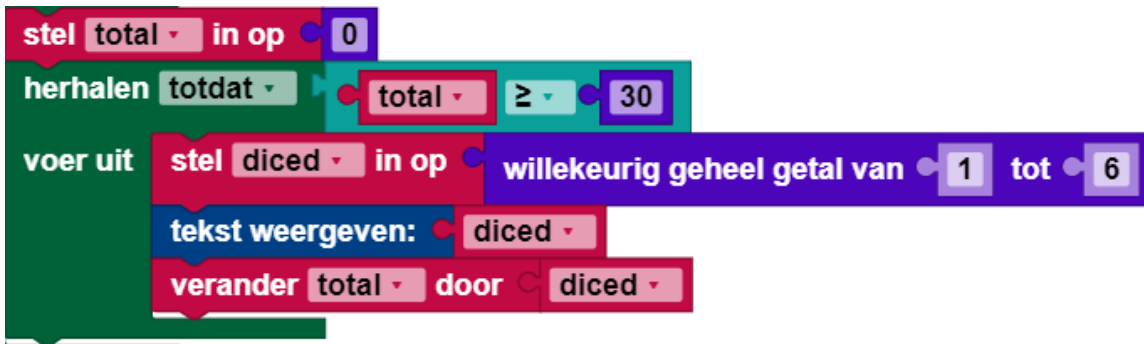 stel total in op 0
herhalen totdat total ≥ 30
voer uit stel diced in op willekeurig geheel getal van 1 tot 6
tekst weergeven: diced
verander total door diced